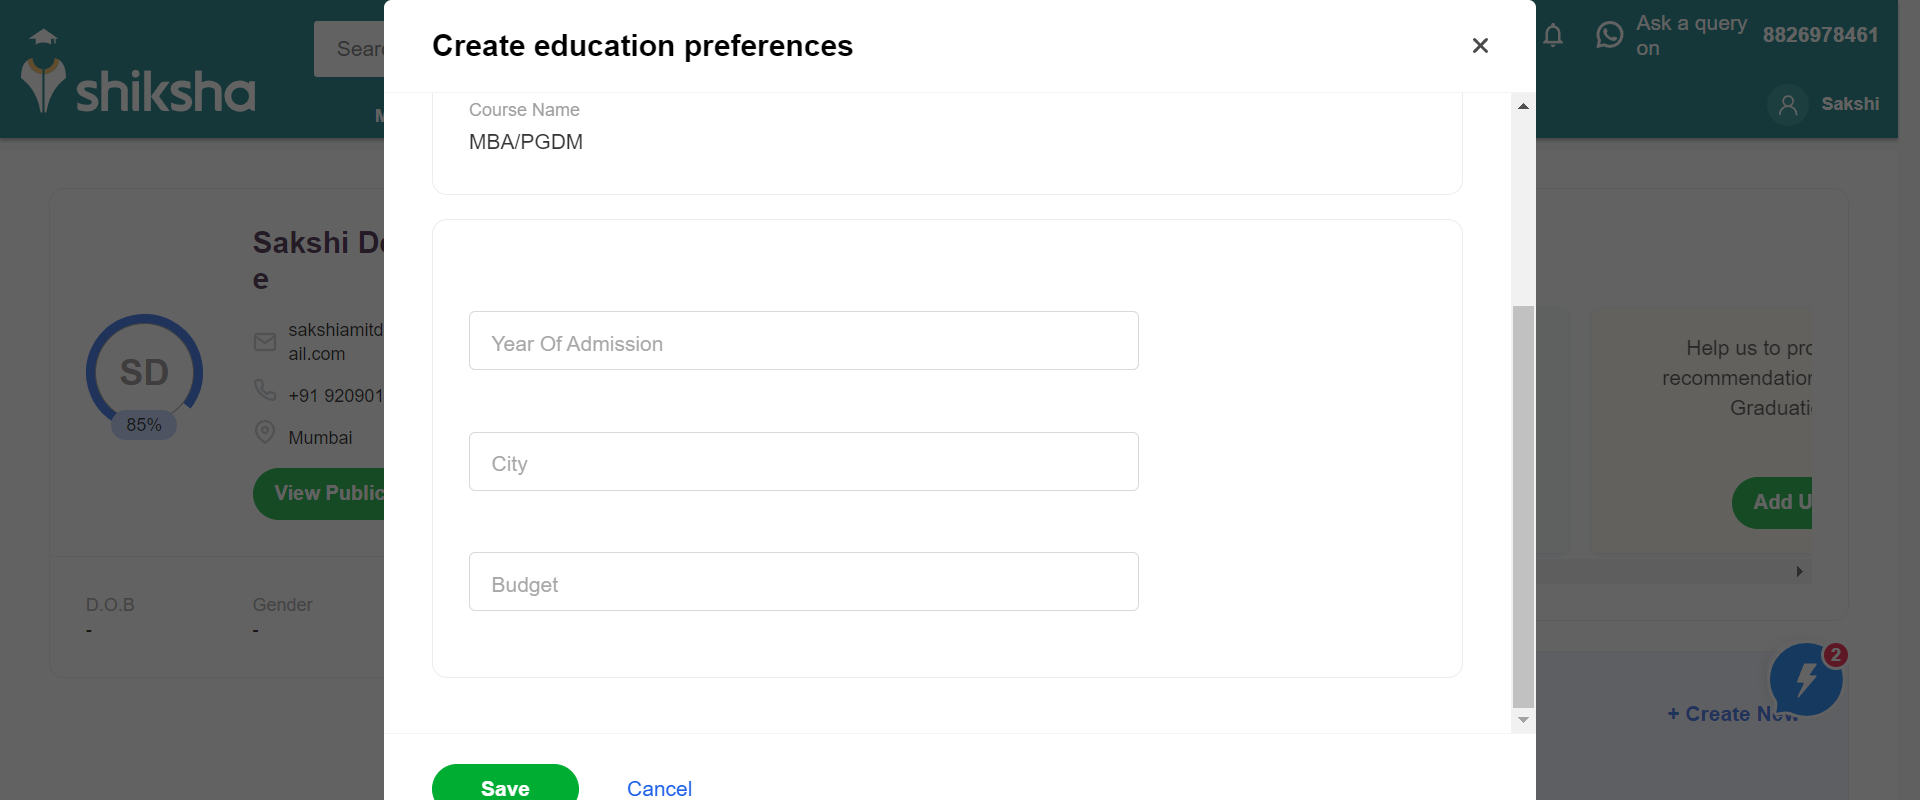 Create education preferences
shiksha
Sear
Ask a query
on
8826978461
M
Sakshi
Course Name
MBA/PGDM
Sakshi De
e
SD
85%
sakshiamitd
ail.com
+91 920901
Mumbai
View Public
D.O.B
-
Gender
-
Year Of Admission
City
Budget
Save
Cancel
Help us to pro
recommendation
Graduati
Add U
2
+ Create New